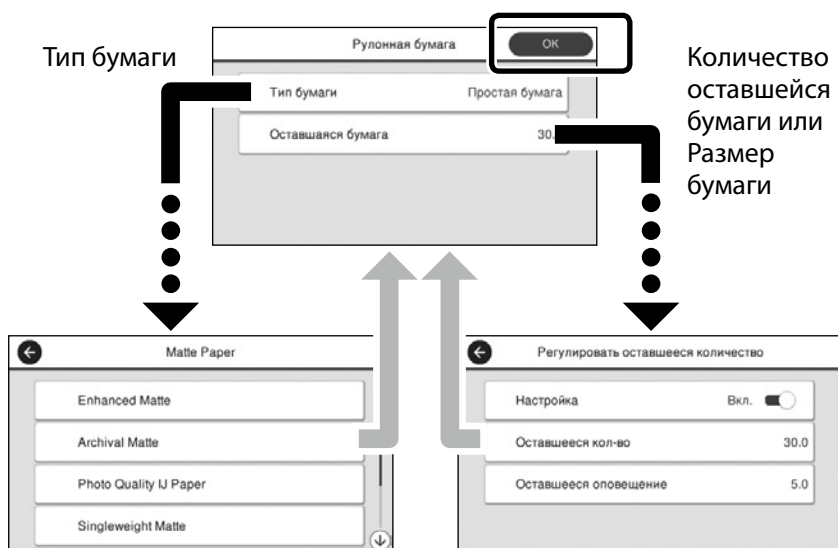 Тип бумаги
Рулонная бумага
OK
Тип бумаги
Простая бумага
Оставшаяся бумага
30.
Количество
оставшейся
бумаги или
Размер
бумаги
Matte Paper
Enhanced Matte
Archival Matte
Photo Quality IJ Paper
Singleweight Matte
Регулировать оставшееся количество
Настройка
Вкл.
Оставшееся кол-во
30.0
Оставшееся оповещение
5.0